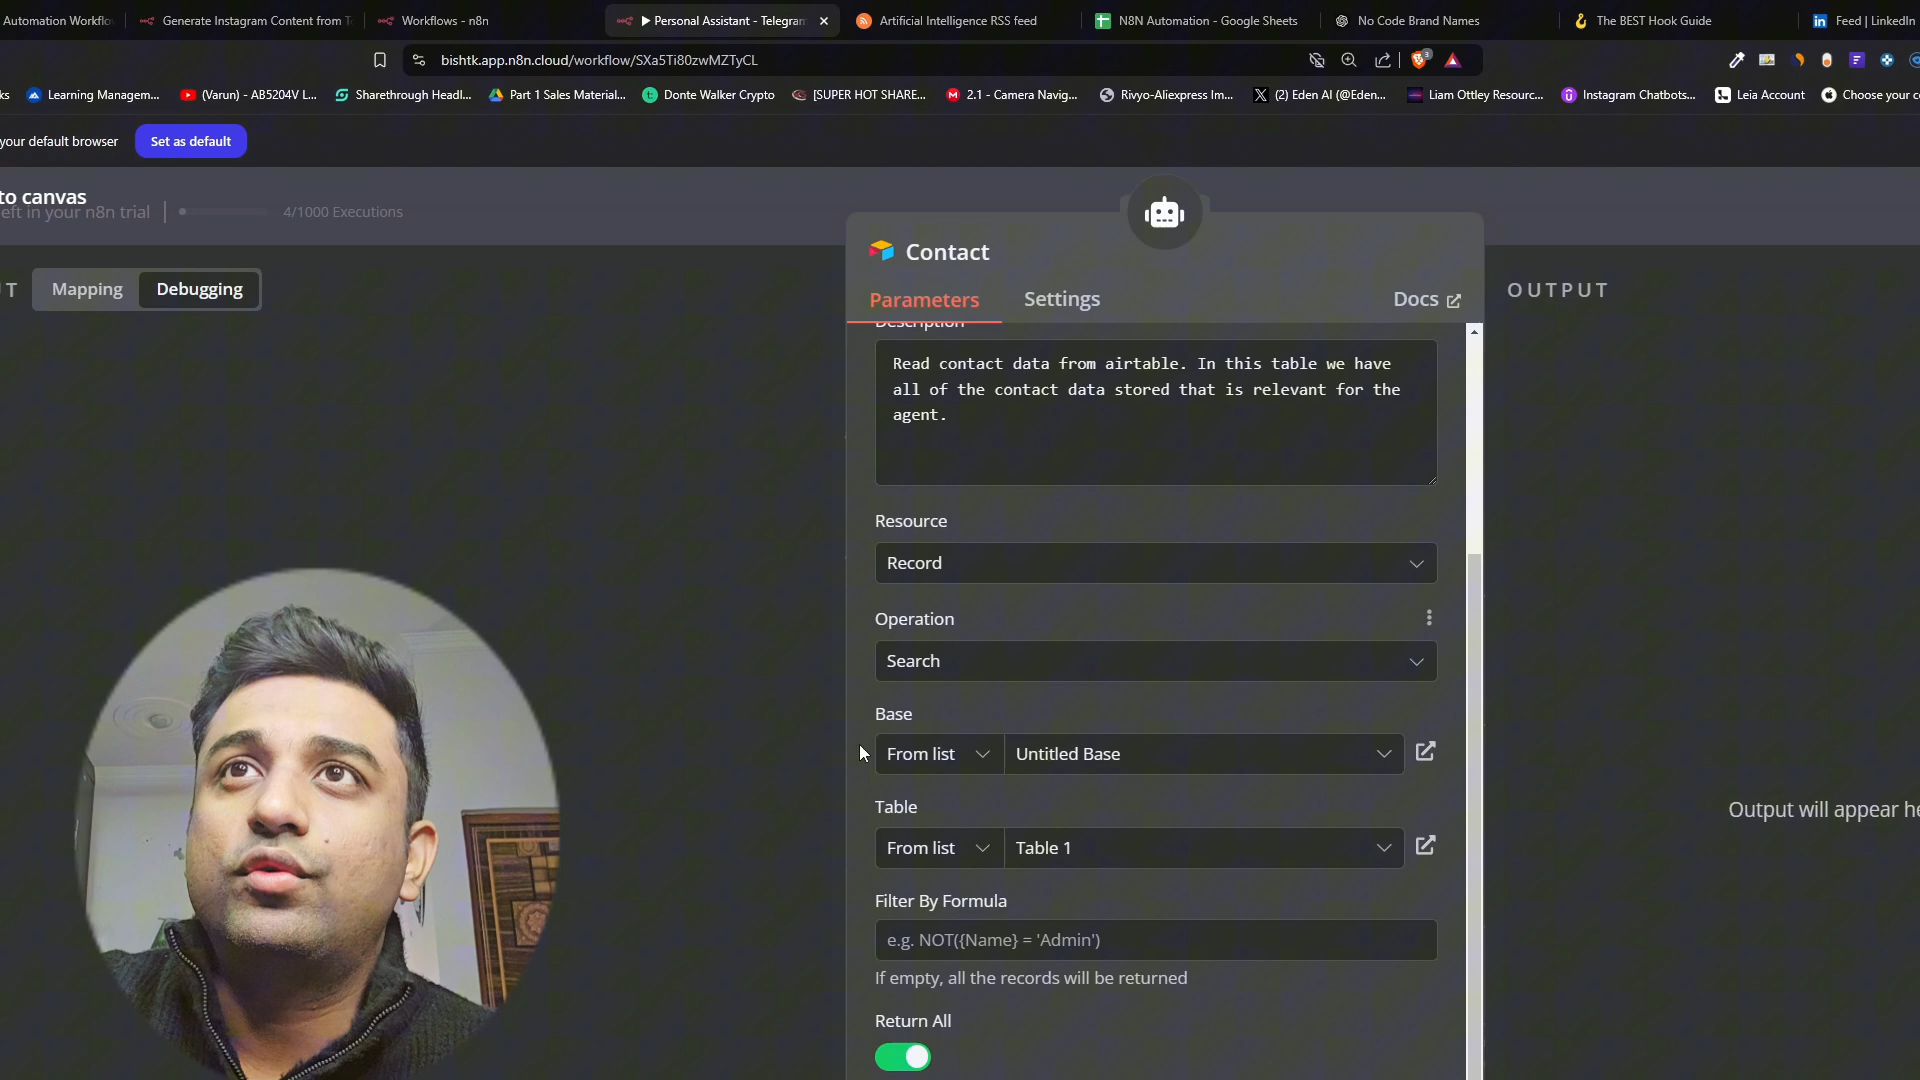 Automation Workflo
Generate Instagram Content from To
Workflows - n8n
▶ Personal Assistant - Telegram
Artificial Intelligence RSS feed
N8N Automation - Google Sheets
No Code Brand Names
The BEST Hook Guide
Feed | LinkedIn
bishtk.app.n8n.cloud/workflow/SXa5Ti80zwMZTyCL
3
ks
Learning Managem...
(Varun) - AB5204V L...
Sharethrough Headl...
Part 1 Sales Material...
Donte Walker Crypto
[SUPER HOT SHARE...
2.1 - Camera Navig...
Rivyo-Aliexpress Im...
(2) Eden AI (@Eden...
Liam Ottley Resourc...
Instagram Chatbots...
Leia Account
Choose your co
your default browser
Set as default
to canvas
left in your n8n trial
4/1000 Executions
Contact
UT
Mapping
Debugging
Parameters
Settings
Docs
OUTPUT
Description
Read contact data from airtable. In this table we have
all of the contact data stored that is relevant for the
agent.
Resource
Record
Operation
Search
Base
From list
Untitled Base
Table
From list
Table 1
Output will appear he
Filter By Formula
e.g. NOT({Name} = 'Admin')
If empty, all the records will be returned
Return All